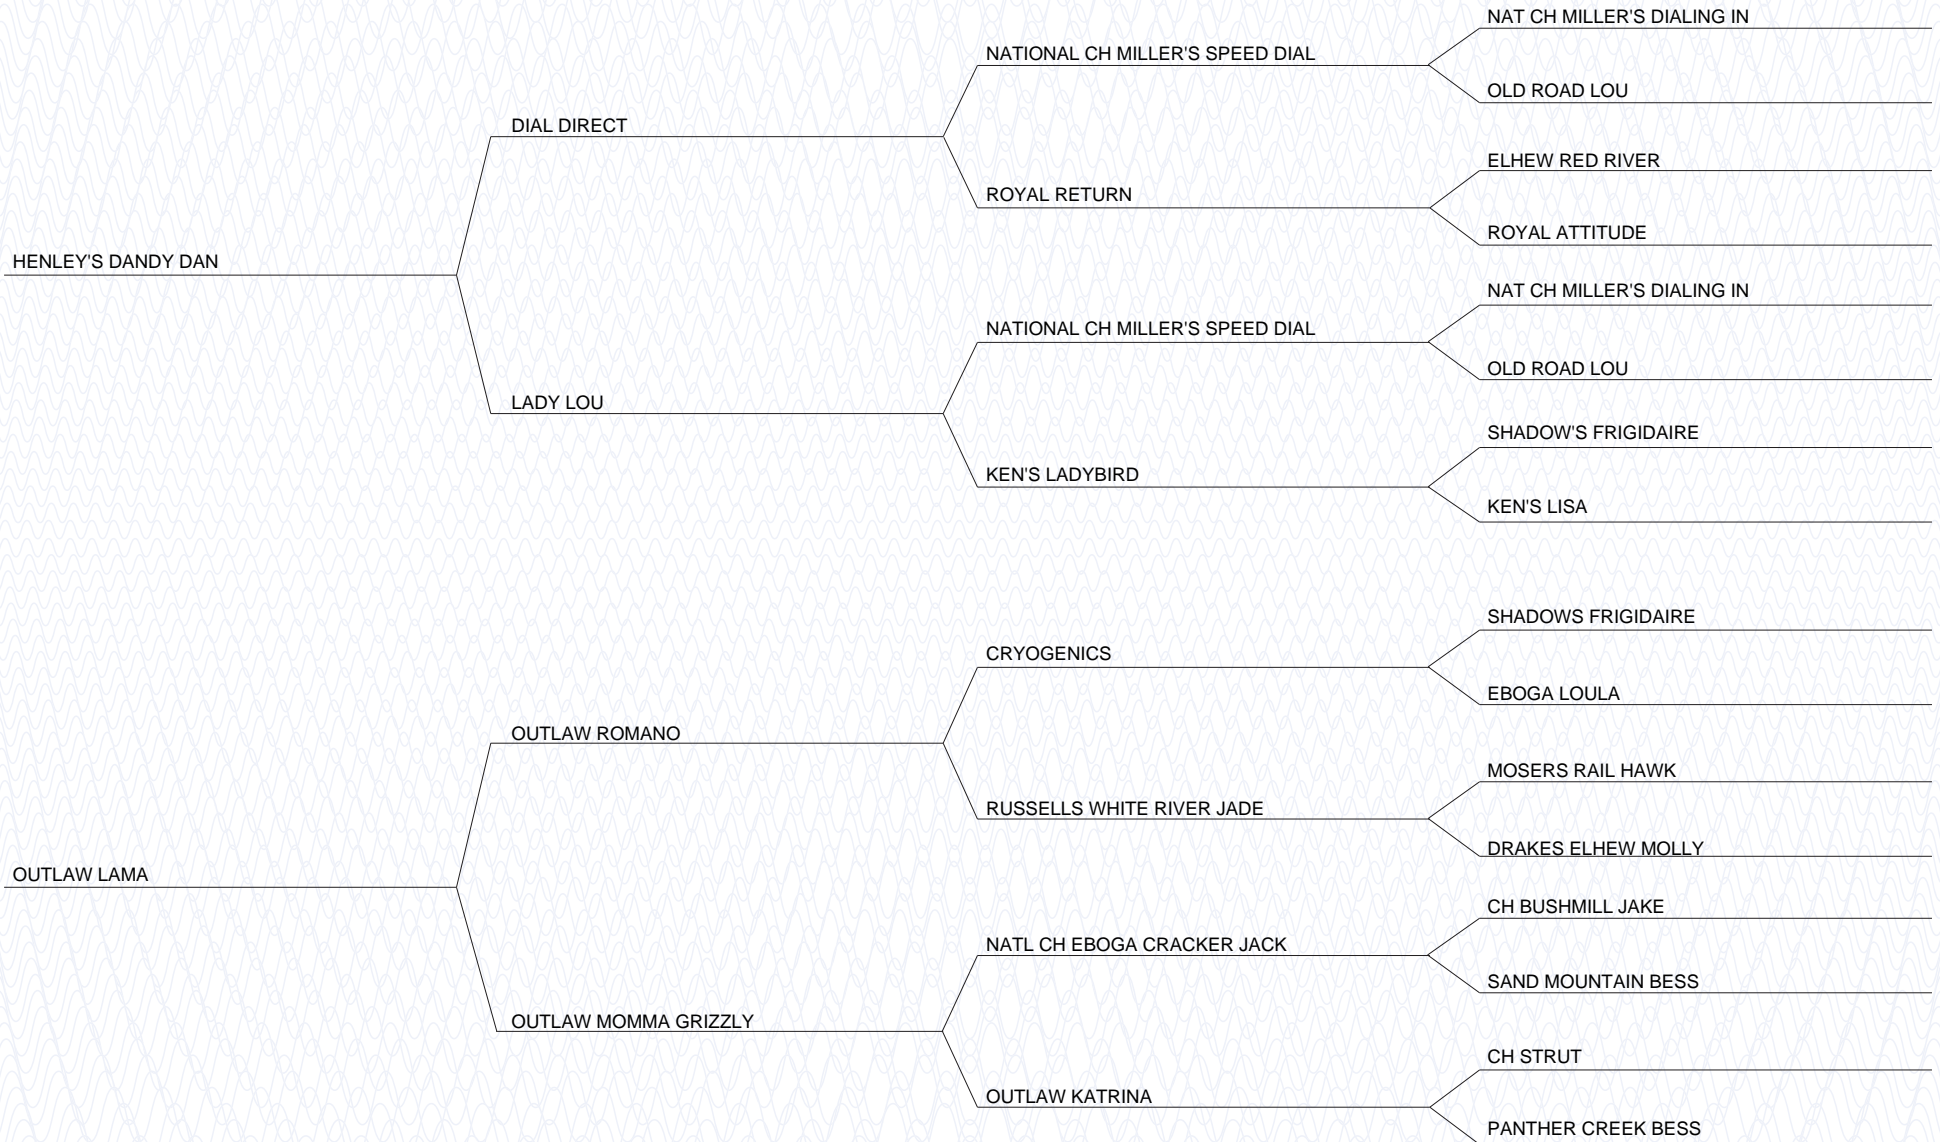 NAT CH MILLER'S DIALING IN
NATIONAL CH MILLER'S SPEED DIAL
OLD ROAD LOU
DIAL DIRECT
ELHEW RED RIVER
ROYAL RETURN
ROYAL ATTITUDE
HENLEY'S DANDY DAN
NAT CH MILLER'S DIALING IN
NATIONAL CH MILLER'S SPEED DIAL
OLD ROAD LOU
LADY LOU
SHADOW'S FRIGIDAIRE
KEN'S LADYBIRD
KEN'S LISA
SHADOWS FRIGIDAIRE
CRYOGENICS
EBOGA LOULA
OUTLAW ROMANO
MOSERS RAIL HAWK
RUSSELLS WHITE RIVER JADE
DRAKES ELHEW MOLLY
OUTLAW LAMA
CH BUSHMILL JAKE
NATL CH EBOGA CRACKER JACK
SAND MOUNTAIN BESS
OUTLAW MOMMA GRIZZLY
CH STRUT
OUTLAW KATRINA
PANTHER CREEK BESS